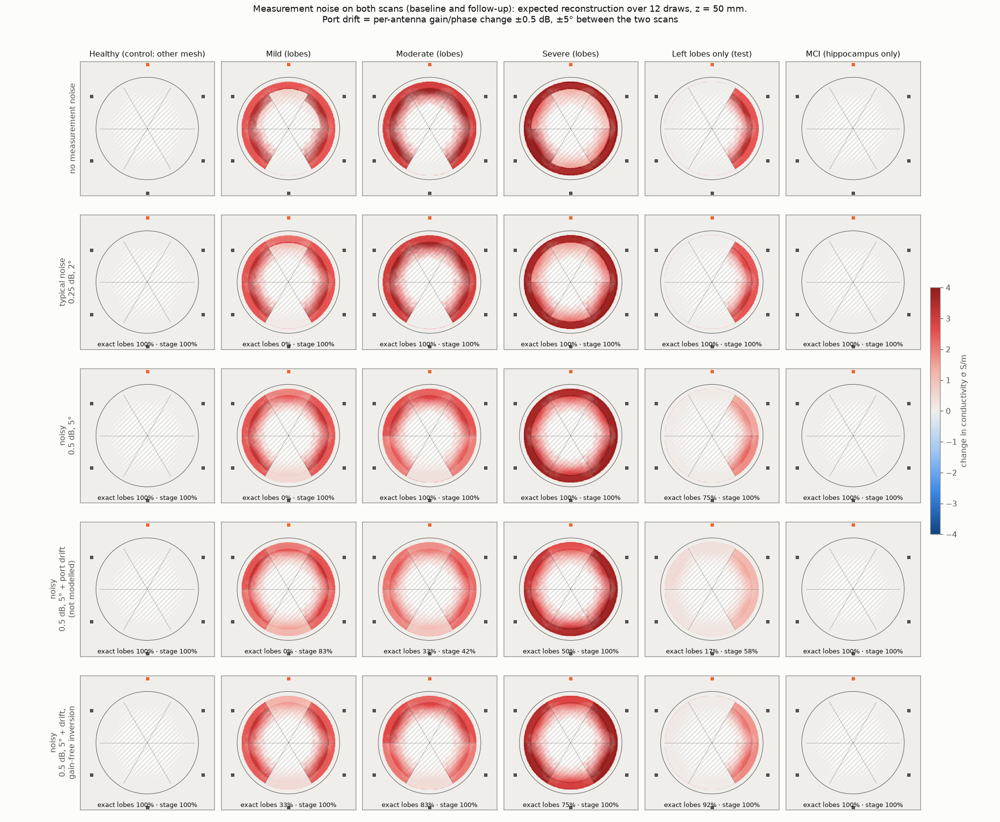 Measurement noise on both scans (baseline and follow-up): expected reconstruction over 12 draws, z = 50 mm.
Port drift = per-antenna gain/phase change ±0.5 dB, ±5° between the two scans
Healthy (control: other mesh)
Mild (lobes)
Moderate (lobes)
Severe (lobes)
Left lobes only (test)
MCI (hippocampus only)
no measurement noise
typical noise
0.25 dB, 2°
exact lobes 100% · stage 100%
exact lobes 0% · stage 100%
exact lobes 100% · stage 100%
exact lobes 100% · stage 100%
exact lobes 100% · stage 100%
exact lobes 100% · stage 100%
noisy
0.5 dB, 5°
exact lobes 100% · stage 100%
exact lobes 0% · stage 100%
exact lobes 100% · stage 100%
exact lobes 100% · stage 100%
exact lobes 75% · stage 100%
exact lobes 100% · stage 100%
noisy
0.5 dB, 5° + port drift
(not modelled)
exact lobes 100% · stage 100%
exact lobes 0% · stage 83%
exact lobes 33% · stage 42%
exact lobes 50% · stage 100%
exact lobes 17% · stage 58%
exact lobes 100% · stage 100%
noisy
0.5 dB, 5° + drift,
gain-free inversion
exact lobes 100% · stage 100%
exact lobes 33% · stage 100%
exact lobes 83% · stage 100%
exact lobes 75% · stage 100%
exact lobes 92% · stage 100%
exact lobes 100% · stage 100%
4
3
2
1
0
−1
−2
−3
−4
change in conductivity σ S/m